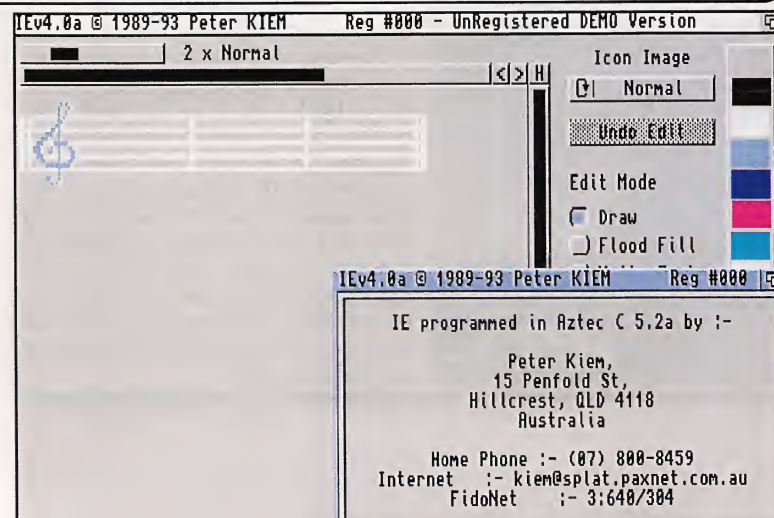 IEv4.0a © 1989-93 Peter KIEM Reg #000 - UnRegistered DEMO Version
2 x Normal
< > H
Icon Image
Normal
Undo Edit
Edit Mode
Draw
Flood Fill
IEv4.0a © 1989-93 Peter KIEM Reg #000
IE programmed in Aztec C 5.2a by :-
Peter Kiem,
15 Penfold St,
Hillcrest, QLD 4118
Australia
Home Phone :- (07) 800-8459
Internet :- kiem@splat.paxnet.com.au
FidoNet :- 3:640/304